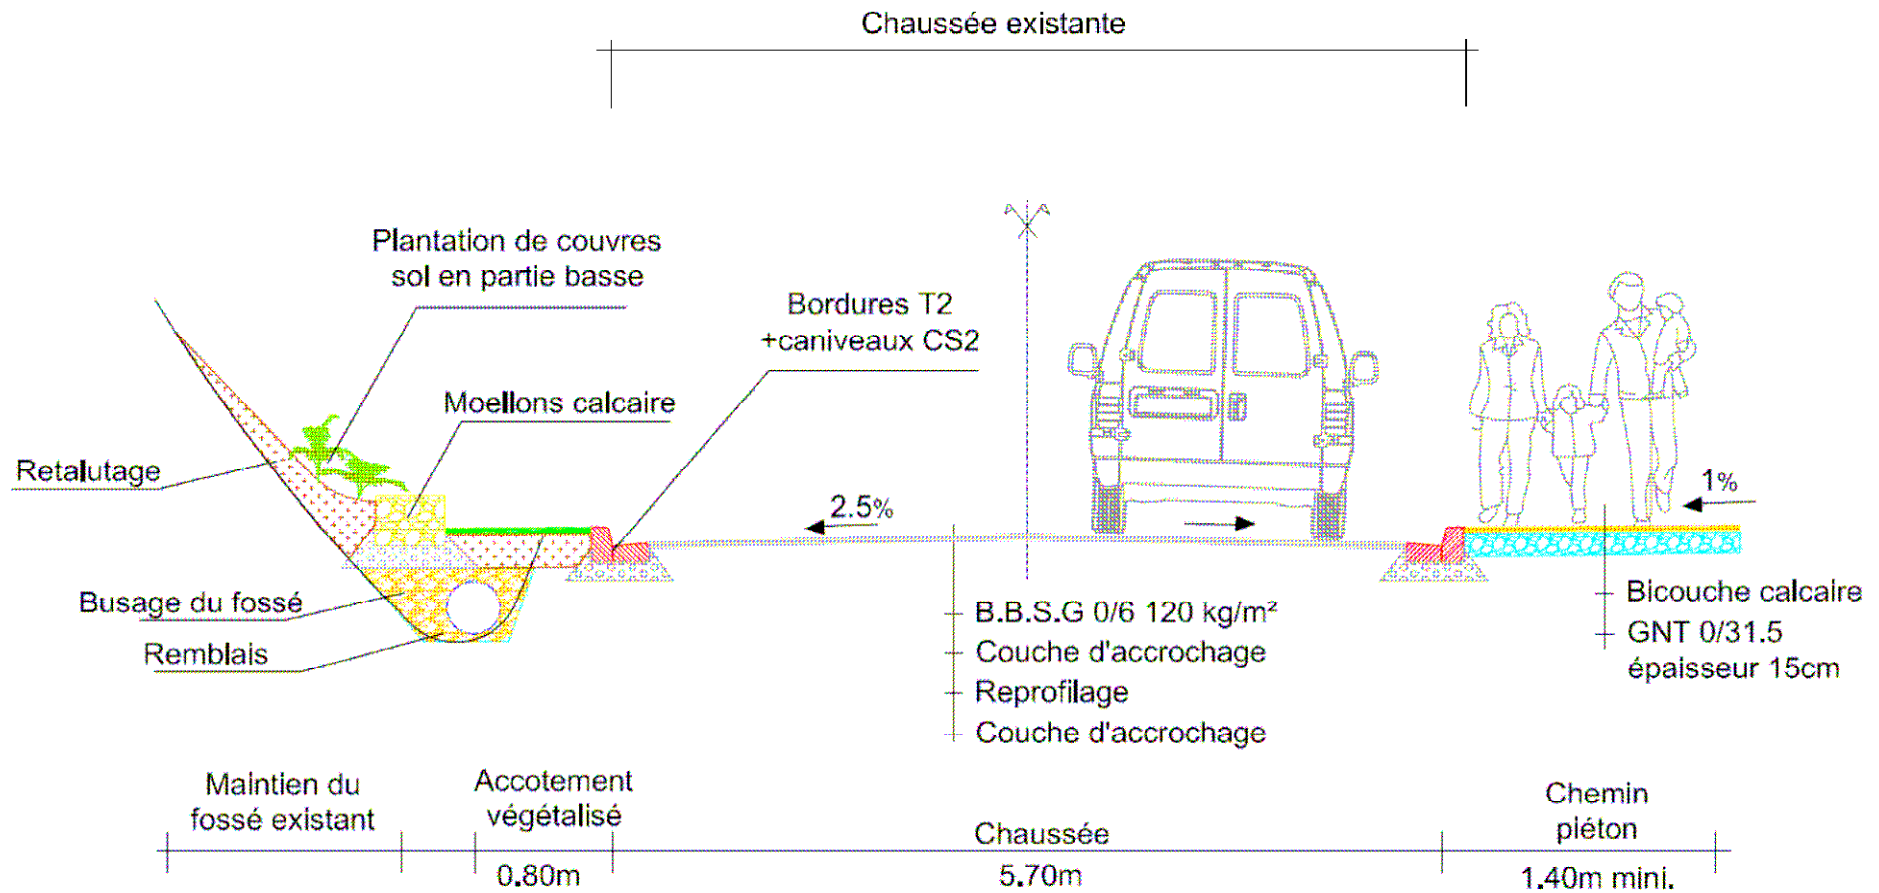 Chaussée existante
Plantation de couvres
sol en partie basse
Bordures T2
+caniveaux CS2
Moellons calcaire
Retalutage
2.5%
1%
Busage du fossé
Remblais
B.B.S.G 0/6 120 kg/m²
Couche d'accrochage
Reprofilage
Couche d'accrochage
Bicouche calcaire
GNT 0/31.5
épaisseur 15cm
Maintien du
fossé existant
Accotement
végétalisé
0.80m
Chaussée
5.70m
Chemin
piéton
1.40m mini.